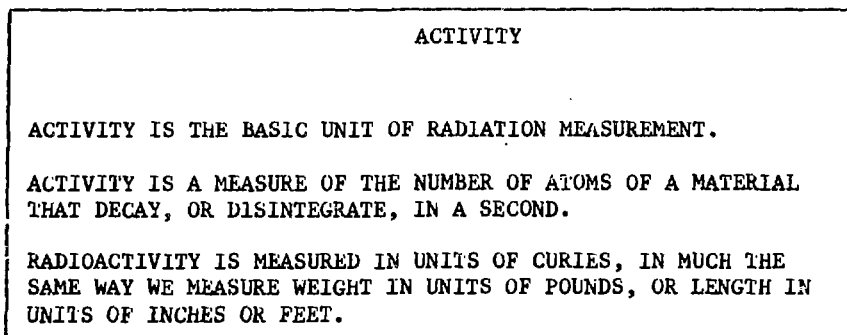 ACTIVITY
ACTIVITY IS THE BASIC UNIT OF RADIATION MEASUREMENT.
ACTIVITY IS A MEASURE OF THE NUMBER OF ATOMS OF A MATERIAL
THAT DECAY, OR DISINTEGRATE, IN A SECOND.
RADIOACTIVITY IS MEASURED IN UNITS OF CURIES, IN MUCH THE
SAME WAY WE MEASURE WEIGHT IN UNITS OF POUNDS, OR LENGTH IN
UNITS OF INCHES OR FEET.